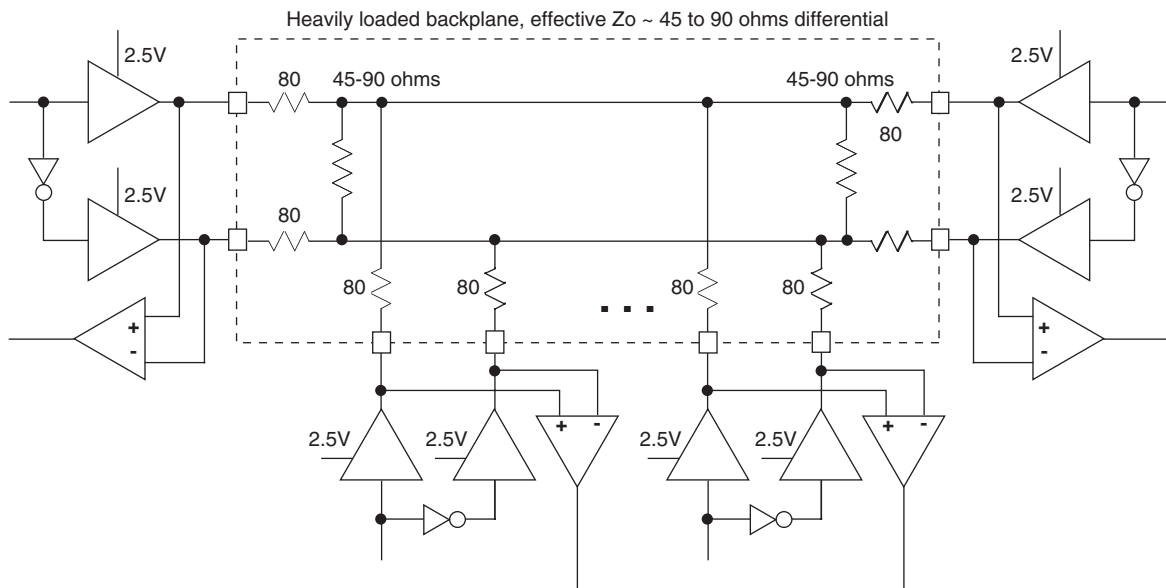 Heavily loaded backplane, effective Zo ~ 45 to 90 ohms differential
2.5V
80
45-90 ohms
45-90 ohms
80
2.5V
2.5V
80
2.5V
80
80
80
80
+
-
+
-
2.5V
2.5V
+
-
2.5V
2.5V
+
-